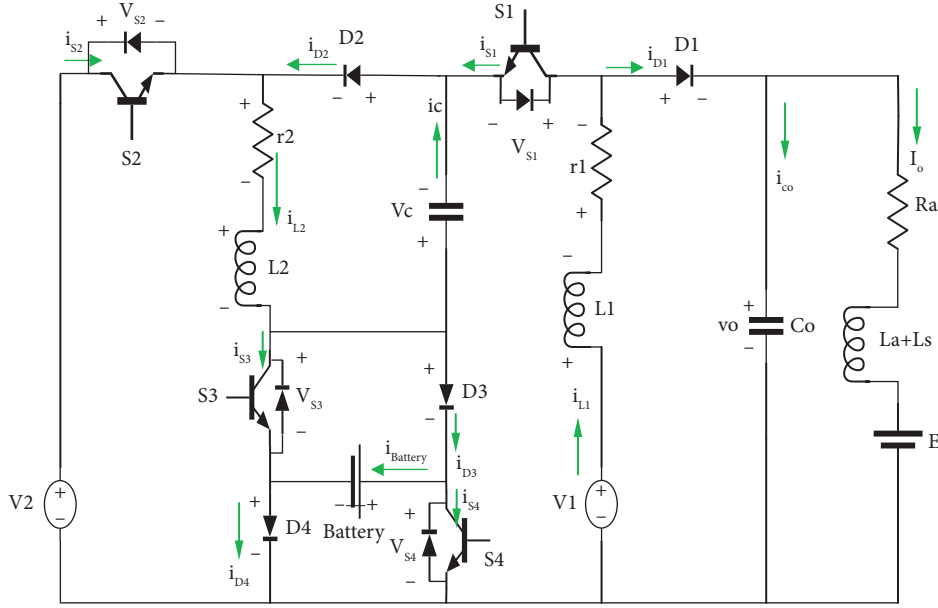 S1
+ V_S2 −
i_S2
i_D2
D2
i_S1
i_D1
D1
− +
+ −
+
−
− +
V_S1
S2
r2
ic
−
r1
i_co
I_o
Ra
−
i_L2
Vc
−
+
+
+
L2
−
−
L1
+
vo
+
−
Co
La+Ls
i_S3
+
S3
V_S3
−
+
D3
−
i_L1
E
i_Battery
i_D3
V2
+
−
+
D4
−
− − +
Battery
i_S4
+
V_S4
−
S4
V1
+
−
i_D4